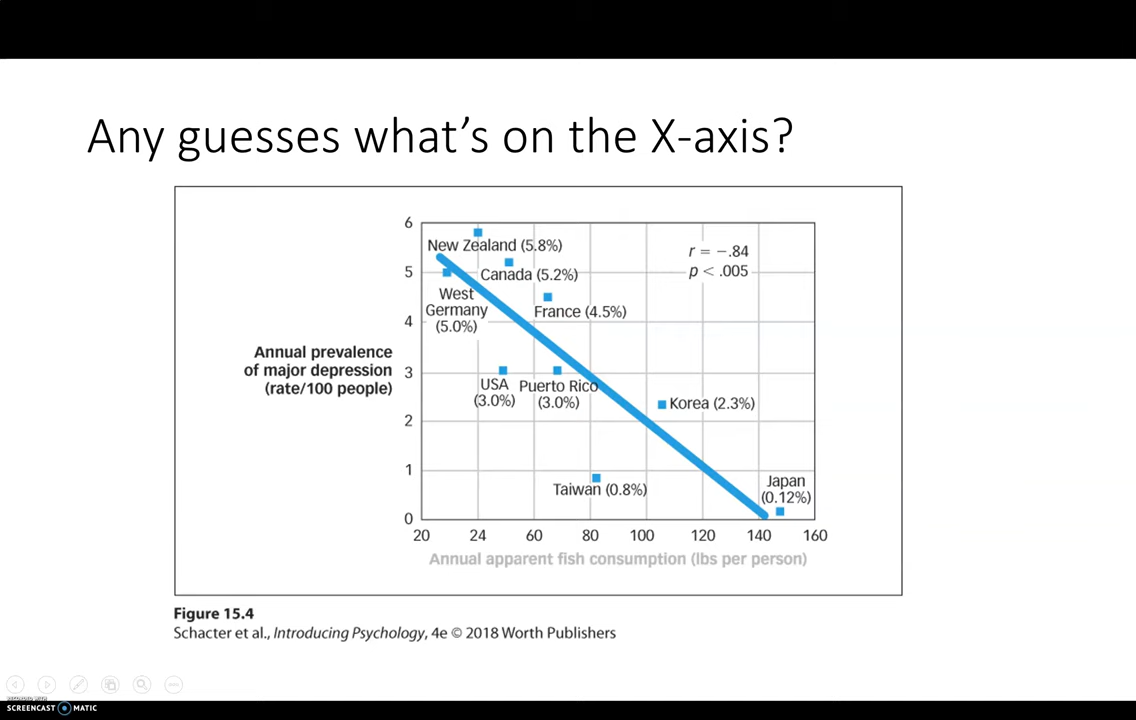 Any guesses what's on the X-axis?
6
New Zealand (5.8%)
r = −.84
p < .005
5
Canada (5.2%)
West
Germany
(5.0%)
France (4.5%)
4
Annual prevalence
of major depression
(rate/100 people)
3
USA
(3.0%)
Puerto Rico
(3.0%)
Korea (2.3%)
2
1
Taiwan (0.8%)
Japan
(0.12%)
0
20 24 60 80 100 120 140 160
Annual apparent fish consumption (lbs per person)
Figure 15.4
Schacter et al., Introducing Psychology, 4e © 2018 Worth Publishers
RECORDED WITH
SCREENCAST MATIC